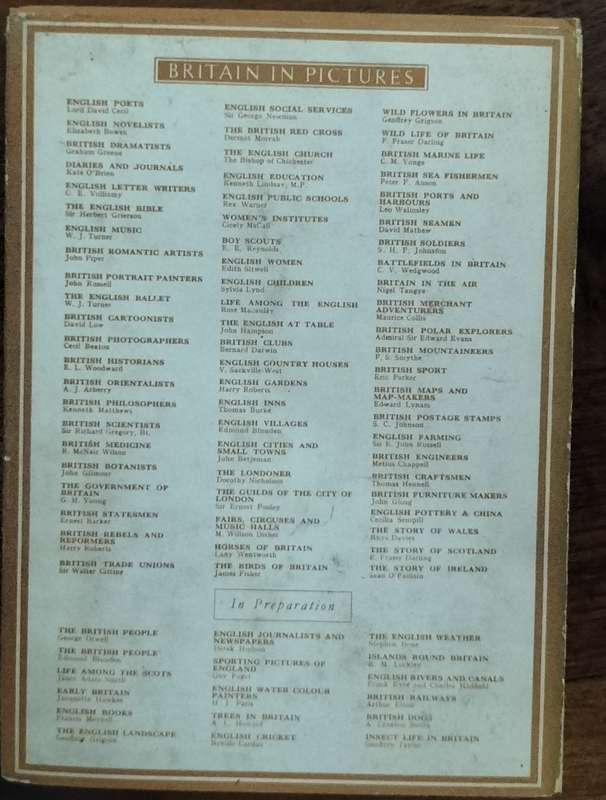 BRITAIN IN PICTURES
ENGLISH POETS
Lord David Cecil
ENGLISH NOVELISTS
Elizabeth Bowen
BRITISH DRAMATISTS
Graham Greene
DIARIES AND JOURNALS
Kate O'Brien
ENGLISH LETTER WRITERS
C. E. Vulliamy
THE ENGLISH BIBLE
Sir Herbert Grierson
ENGLISH MUSIC
W. J. Turner
BRITISH ROMANTIC ARTISTS
John Piper
BRITISH PORTRAIT PAINTERS
John Russell
THE ENGLISH BALLET
W. J. Turner
BRITISH CARTOONISTS
David Low
BRITISH PHOTOGRAPHERS
Cecil Beaton
BRITISH HISTORIANS
E. L. Woodward
BRITISH ORIENTALISTS
A. J. Arberry
BRITISH PHILOSOPHERS
Kenneth Matthews
BRITISH SCIENTISTS
Sir Richard Gregory, Bt.
BRITISH MEDICINE
R. McNair Wilson
BRITISH BOTANISTS
John Gilmour
THE GOVERNMENT OF
BRITAIN
G. M. Young
BRITISH STATESMEN
Ernest Barker
BRITISH REBELS AND
REFORMERS
Harry Roberts
BRITISH TRADE UNIONS
Sir Walter Citrine
ENGLISH SOCIAL SERVICES
Sir George Newman
THE BRITISH RED CROSS
Dermot Morrah
THE ENGLISH CHURCH
The Bishop of Chichester
ENGLISH EDUCATION
Kenneth Lindsay, M.P.
ENGLISH PUBLIC SCHOOLS
Rex Warner
WOMEN'S INSTITUTES
Cicely McCall
BOY SCOUTS
E. E. Reynolds
ENGLISH WOMEN
Edith Sitwell
ENGLISH CHILDREN
Sylvia Lynd
LIFE AMONG THE ENGLISH
Rose Macaulay
THE ENGLISH AT TABLE
John Hampson
BRITISH CLUBS
Bernard Darwin
ENGLISH COUNTRY HOUSES
V. Sackville-West
ENGLISH GARDENS
Harry Roberts
ENGLISH INNS
Thomas Burke
ENGLISH VILLAGES
Edmund Blunden
ENGLISH CITIES AND
SMALL TOWNS
John Betjeman
THE LONDONER
Dorothy Nicholson
THE GUILDS OF THE CITY OF
LONDON
Sir Ernest Pooley
FAIRS, CIRCUSES AND
MUSIC HALLS
M. Willson Disher
HORSES OF BRITAIN
Lady Wentworth
THE BIRDS OF BRITAIN
James Fisher
WILD FLOWERS IN BRITAIN
Geoffrey Grigson
WILD LIFE OF BRITAIN
F. Fraser Darling
BRITISH MARINE LIFE
C. M. Yonge
BRITISH SEA FISHERMEN
Peter F. Anson
BRITISH PORTS AND
HARBOURS
Leo Walmsley
BRITISH SEAMEN
David Mathew
BRITISH SOLDIERS
S. H. F. Johnston
BATTLEFIELDS IN BRITAIN
C. V. Wedgwood
BRITAIN IN THE AIR
Nigel Tangye
BRITISH MERCHANT
ADVENTURERS
Maurice Collis
BRITISH POLAR EXPLORERS
Admiral Sir Edward Evans
BRITISH MOUNTAINEERS
F. S. Smythe
BRITISH SPORT
Eric Parker
BRITISH MAPS AND
MAP-MAKERS
Edward Lynam
BRITISH POSTAGE STAMPS
S. C. Johnson
ENGLISH FARMING
Sir E. John Russell
BRITISH ENGINEERS
Metius Chappell
BRITISH CRAFTSMEN
Thomas Hennell
BRITISH FURNITURE MAKERS
John Gloag
ENGLISH POTTERY & CHINA
Cecilia Sempill
THE STORY OF WALES
Rhys Davies
THE STORY OF SCOTLAND
F. Fraser Darling
THE STORY OF IRELAND
Sean O'Faolain
In Preparation
THE BRITISH PEOPLE
George Orwell
THE BRITISH PEOPLE
Edmund Blunden
LIFE AMONG THE SCOTS
Janet Adam Smith
EARLY BRITAIN
Jacquetta Hawkes
ENGLISH BOOKS
Francis Meynell
THE ENGLISH LANDSCAPE
Geoffrey Grigson
ENGLISH JOURNALISTS AND
NEWSPAPERS
Derek Hudson
SPORTING PICTURES OF
ENGLAND
Guy Paget
ENGLISH WATER COLOUR
PAINTERS
H. J. Paris
TREES IN BRITAIN
A. L. Howard
ENGLISH CRICKET
Neville Cardus
THE ENGLISH WEATHER
Stephen Bone
ISLANDS ROUND BRITAIN
R. M. Lockley
ENGLISH RIVERS AND CANALS
Frank Eyre and Charles Hadfield
BRITISH RAILWAYS
Arthur Elton
BRITISH DOGS
A. Croxton Smith
INSECT LIFE IN BRITAIN
Geoffrey Taylor